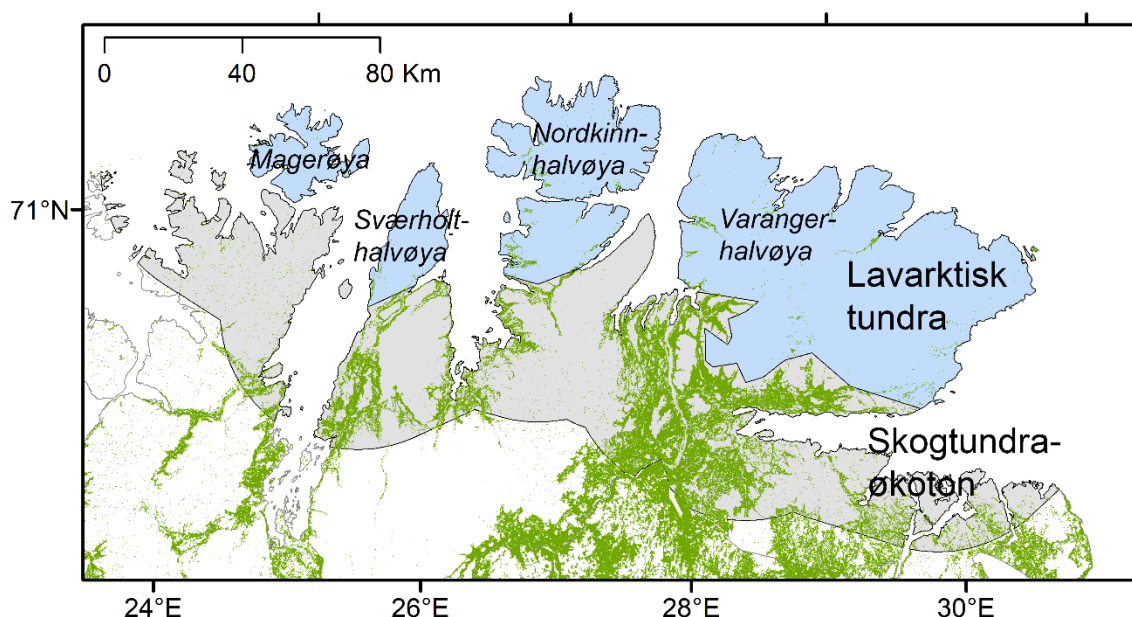 0 40 80 Km
Magerøya
Nordkinn-
halvøya
71°N
Sværholt-
halvøya
Varanger-
halvøya
Lavarktisk
tundra
Skogtundra-
økoton
24°E 26°E 28°E 30°E